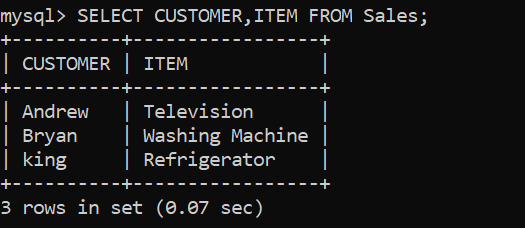 mysql> SELECT CUSTOMER,ITEM FROM Sales;
+----------+-----------------+
| CUSTOMER | ITEM            |
+----------+-----------------+
| Andrew   | Television      |
| Bryan    | Washing Machine |
| king     | Refrigerator    |
+----------+-----------------+
3 rows in set (0.07 sec)